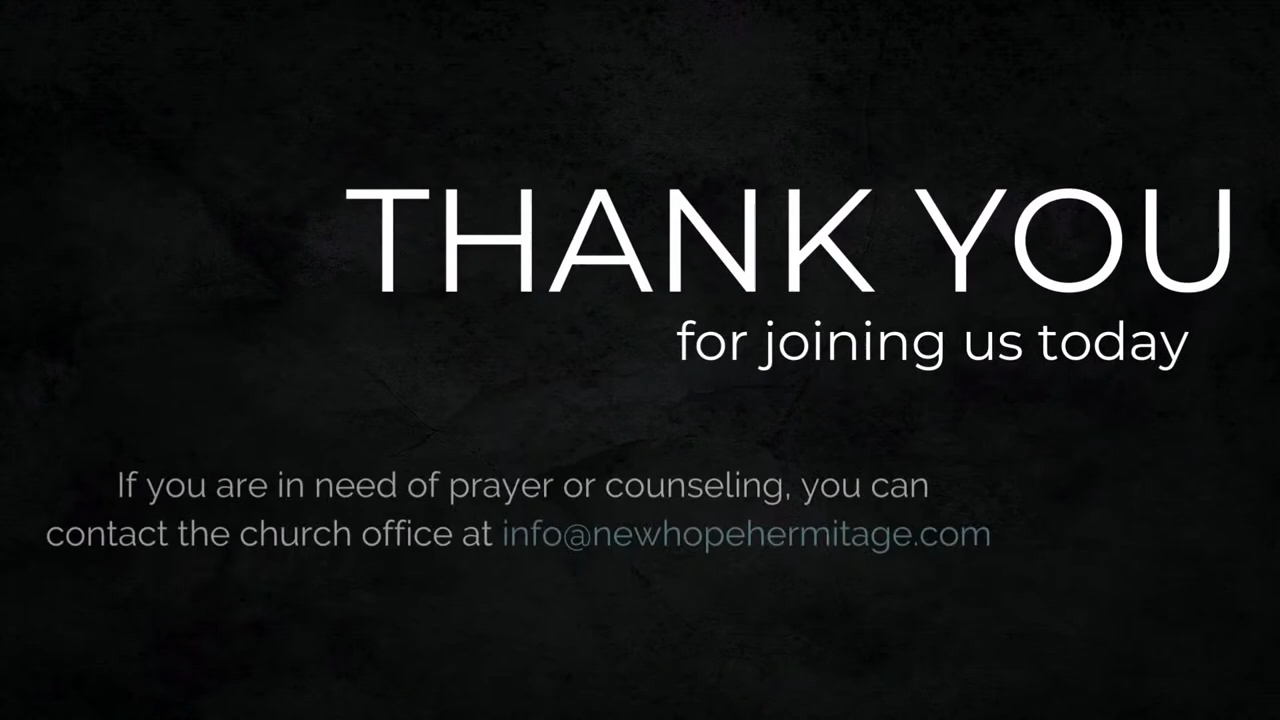 THANK YOU
for joining us today
If you are in need of prayer or counseling, you can
contact the church office at info@newhopehermitage.com